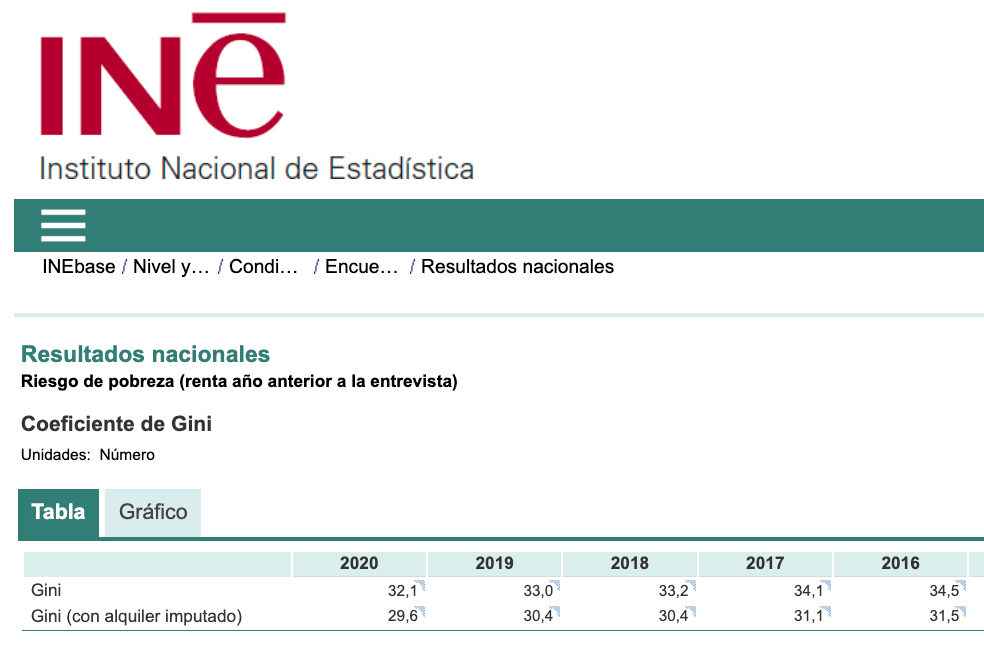 INe
Instituto Nacional de Estadística
INEbase / Nivel y… / Condi… / Encue… / Resultados nacionales
Resultados nacionales
Riesgo de pobreza (renta año anterior a la entrevista)
Coeficiente de Gini
Unidades: Número
Tabla Gráfico
2020 2019 2018 2017 2016
Gini 32,1 33,0 33,2 34,1 34,5
Gini (con alquiler imputado) 29,6 30,4 30,4 31,1 31,5